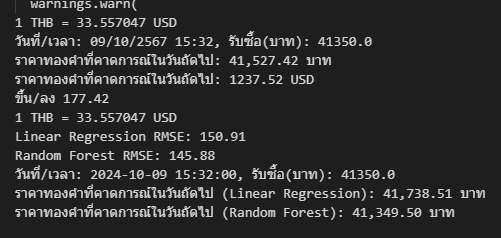 warnings.warn(
1 THB = 33.557047 USD
วันที่/เวลา: 09/10/2567 15:32, รับซื้อ(บาท): 41350.0
ราคาทองคำที่คาดการณ์ในวันถัดไป: 41,527.42 บาท
ราคาทองคำที่คาดการณ์ในวันถัดไป: 1237.52 USD
ขึ้น/ลง 177.42
1 THB = 33.557047 USD
Linear Regression RMSE: 150.91
Random Forest RMSE: 145.88
วันที่/เวลา: 2024-10-09 15:32:00, รับซื้อ(บาท): 41350.0
ราคาทองคำที่คาดการณ์ในวันถัดไป (Linear Regression): 41,738.51 บาท
ราคาทองคำที่คาดการณ์ในวันถัดไป (Random Forest): 41,349.50 บาท